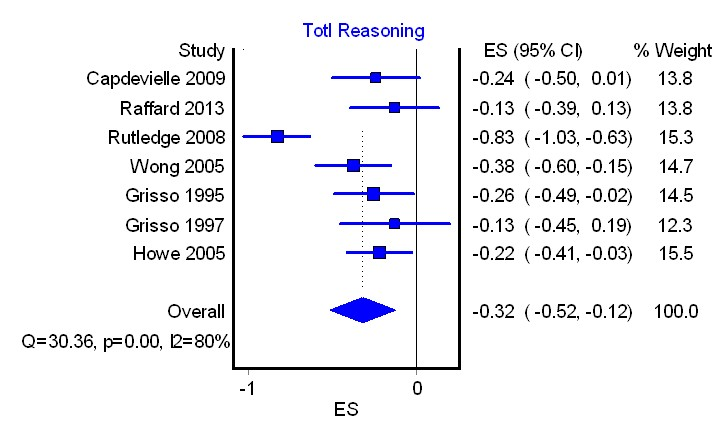 Totl Reasoning
Study ES (95% CI) % Weight
Capdevielle 2009 -0.24 ( -0.50, 0.01) 13.8
Raffard 2013 -0.13 ( -0.39, 0.13) 13.8
Rutledge 2008 -0.83 ( -1.03, -0.63) 15.3
Wong 2005 -0.38 ( -0.60, -0.15) 14.7
Grisso 1995 -0.26 ( -0.49, -0.02) 14.5
Grisso 1997 -0.13 ( -0.45, 0.19) 12.3
Howe 2005 -0.22 ( -0.41, -0.03) 15.5
Overall -0.32 ( -0.52, -0.12) 100.0
Q=30.36, p=0.00, I2=80%
-1 0
ES